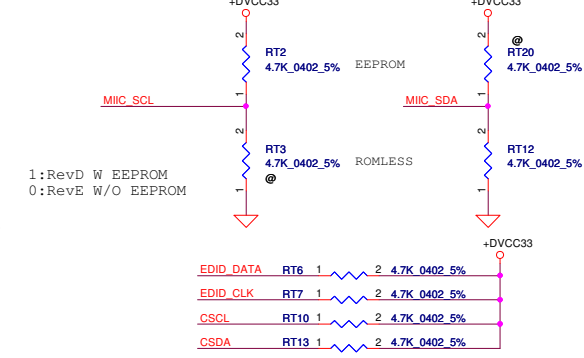 +DVCC33 +DVCC33
2 2 @
RT2 RT20
4.7K_0402_5% EEPROM 4.7K_0402_5%
1 1
MIIC_SCL MIIC_SDA
2 2
RT3 RT12
4.7K_0402_5% ROMLESS 4.7K_0402_5%
1:RevD W EEPROM @
0:RevE W/O EEPROM 1 1
+DVCC33
EDID_DATA RT6 1 2 4.7K_0402_5%
EDID_CLK RT7 1 2 4.7K_0402_5%
CSCL RT10 1 2 4.7K_0402_5%
CSDA RT13 1 2 4.7K_0402_5%